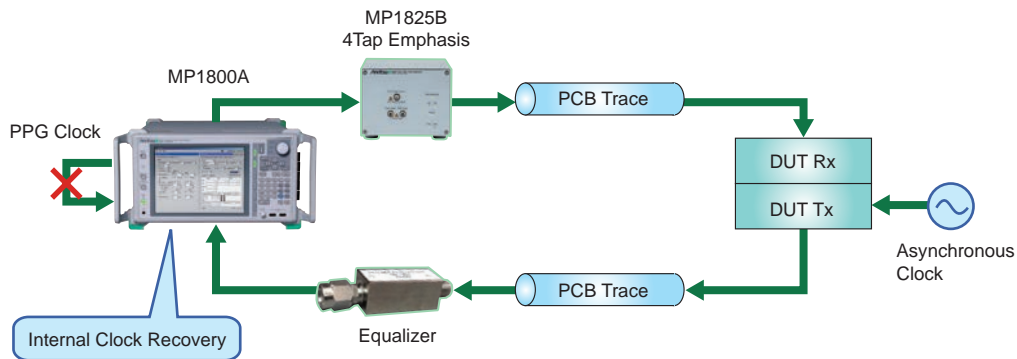 MP1825B
4Tap Emphasis
MP1800A
PCB Trace
PPG Clock
DUT Rx
DUT Tx
Asynchronous
Clock
PCB Trace
Equalizer
Internal Clock Recovery